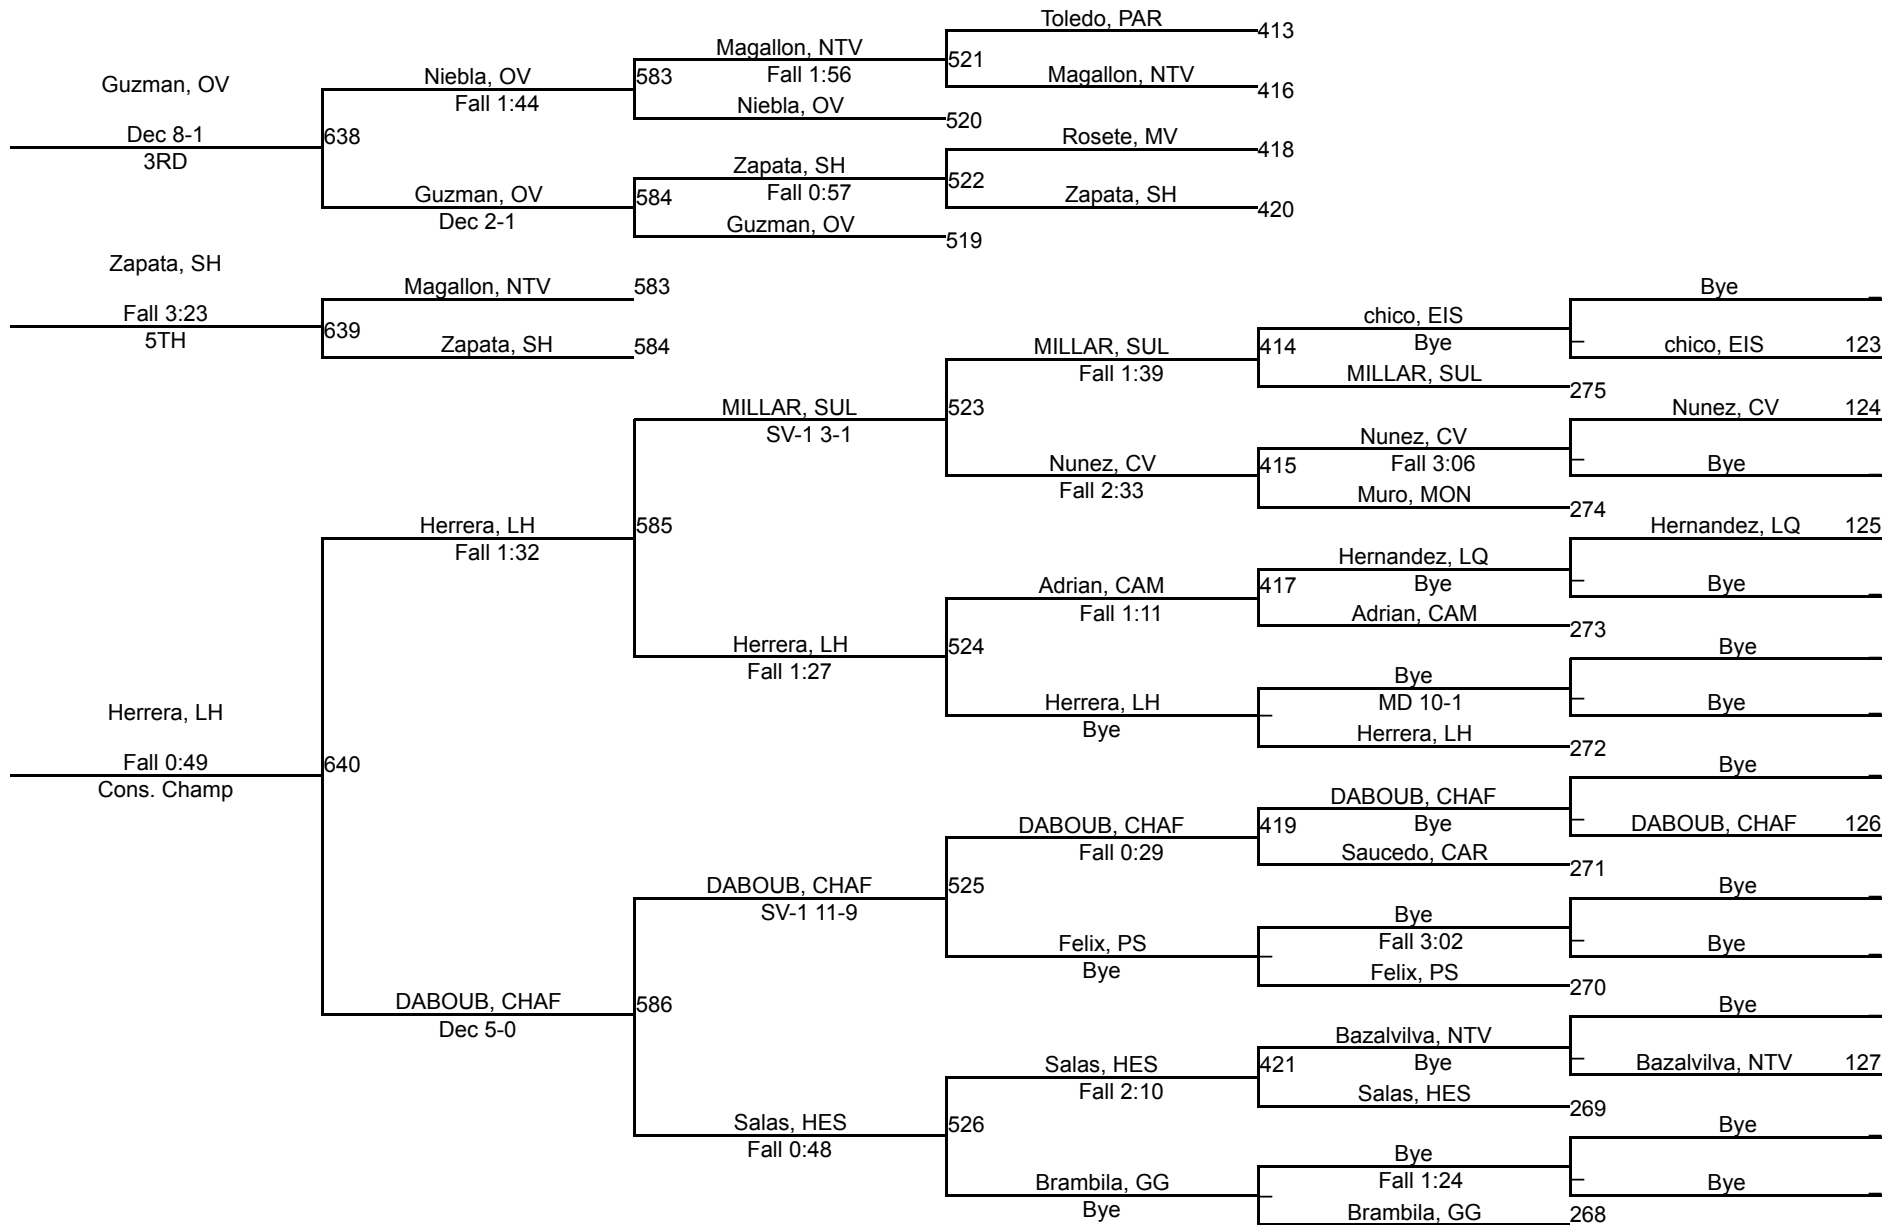 Toledo, PAR
413
Magallon, NTV
521
Guzman, OV
Niebla, OV
583
Fall 1:56
Magallon, NTV
416
Fall 1:44
Niebla, OV
520
Dec 8-1
638
Rosete, MV
418
3RD
Zapata, SH
522
Guzman, OV
584
Fall 0:57
Zapata, SH
420
Dec 2-1
Guzman, OV
519
Zapata, SH
Magallon, NTV
583
Bye
Fall 3:23
639
chico, EIS
5TH
Zapata, SH
584
MILLAR, SUL
414
Bye
chico, EIS
123
Fall 1:39
MILLAR, SUL
275
MILLAR, SUL
523
Nunez, CV
124
SV-1 3-1
Nunez, CV
Nunez, CV
415
Fall 3:06
Bye
Fall 2:33
Muro, MON
274
Herrera, LH
585
Hernandez, LQ
125
Fall 1:32
Hernandez, LQ
Adrian, CAM
417
Bye
Bye
Fall 1:11
Adrian, CAM
273
Herrera, LH
524
Bye
Fall 1:27
Bye
Herrera, LH
Herrera, LH
MD 10-1
Bye
Bye
Herrera, LH
272
Fall 0:49
640
Bye
Cons. Champ
DABOUB, CHAF
DABOUB, CHAF
419
Bye
DABOUB, CHAF
126
Fall 0:29
Saucedo, CAR
271
DABOUB, CHAF
525
Bye
SV-1 11-9
Bye
Felix, PS
Fall 3:02
Bye
Bye
Felix, PS
270
DABOUB, CHAF
586
Bye
Dec 5-0
Bazalvilva, NTV
Salas, HES
421
Bye
Bazalvilva, NTV
127
Fall 2:10
Salas, HES
269
Salas, HES
526
Bye
Fall 0:48
Bye
Brambila, GG
Fall 1:24
Bye
Bye
Brambila, GG
268